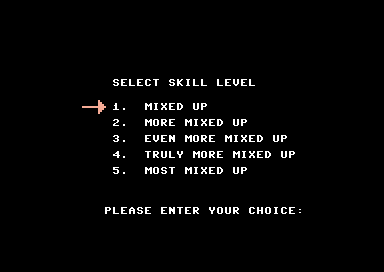 SELECT SKILL LEVEL
1. MIXED UP
2. MORE MIXED UP
3. EVEN MORE MIXED UP
4. TRULY MORE MIXED UP
5. MOST MIXED UP
PLEASE ENTER YOUR CHOICE: